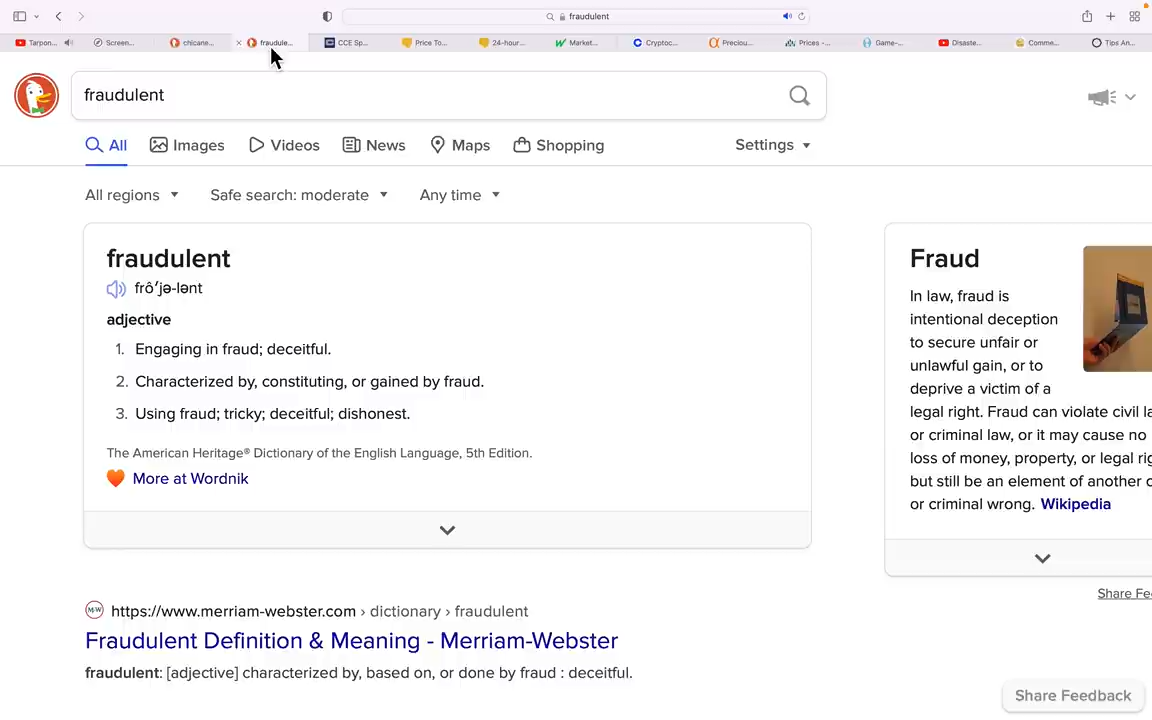 fraudulent
Tarpon...
Screen...
chicane...
fraudule...
CCE Sp...
Price To...
24-hour...
Market...
Cryptoc...
Preciou...
Prices -...
Game-...
Disaste...
Comme...
Tips An...
fraudulent
All
Images
Videos
News
Maps
Shopping
Settings
All regions
Safe search: moderate
Any time
fraudulent
frô′jə-lənt
adjective
1. Engaging in fraud; deceitful.
2. Characterized by, constituting, or gained by fraud.
3. Using fraud; tricky; deceitful; dishonest.
The American Heritage® Dictionary of the English Language, 5th Edition.
More at Wordnik
Fraud
In law, fraud is
intentional deception
to secure unfair or
unlawful gain, or to
deprive a victim of a
legal right. Fraud can violate civil la
or criminal law, or it may cause no
loss of money, property, or legal rig
but still be an element of another c
or criminal wrong. Wikipedia
Share Fee
https://www.merriam-webster.com › dictionary › fraudulent
Fraudulent Definition & Meaning - Merriam-Webster
fraudulent: [adjective] characterized by, based on, or done by fraud : deceitful.
Share Feedback